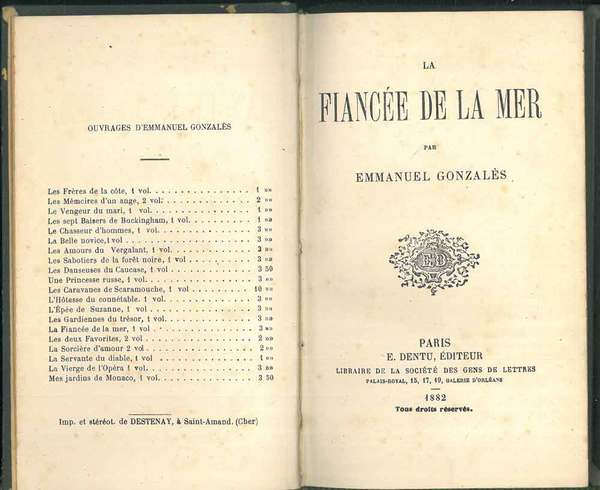 OUVRAGES D'EMMANUEL GONZALÈS
Les Frères de la côte, 1 vol. . . . . . . . . . . . . . . 1 »»
Les Mémoires d'un ange, 2 vol. . . . . . . . . . . . . . 2 »»
Le Vengeur du mari, 1 vol. . . . . . . . . . . . . . . 1 »»
Les sept Baisers de Buckingham, 1 vol. . . . . . . . . 1 »»
Le Chasseur d'hommes, 1 vol. . . . . . . . . . . . . 3 »»
La Belle novice, 1 vol . . . . . . . . . . . . . . . 3 »»
Les Amours du Vergalant, 1 vol. . . . . . . . . . . . 3 »»
Les Sabotiers de la forêt noire, 1 vol . . . . . . . . 3 »»
Les Danseuses du Caucase, 1 vol. . . . . . . . . . . 3 50
Une Princesse russe, 1 vol. . . . . . . . . . . . . . 3 »»
Les Caravanes de Scaramouche, 1 vol . . . . . . . . 10 »»
L'Hôtesse du connétable. 1 vol. . . . . . . . . . . . 3 »»
L'Épée de Suzanne, 1 vol . . . . . . . . . . . . . . 3 »»
Les Gardiennes du trésor, 1 vol. . . . . . . . . . . 3 »»
La Fiancée de la mer, 1 vol . . . . . . . . . . . . . 3 »»
Les deux Favorites, 2 vol . . . . . . . . . . . . . . 2 »»
La Sorcière d'amour 2 vol . . . . . . . . . . . . . . 2 »»
La Servante du diable, 1 vol . . . . . . . . . . . . 1 »»
La Vierge de l'Opéra 1 vol. . . . . . . . . . . . . . 3 »»
Mes jardins de Monaco, 1 vol. . . . . . . . . . . . . 3 50
Imp. et stéréot. de DESTENAY, à Saint-Amand. (Cher)
LA
FIANCÉE DE LA MER
PAR
EMMANUEL GONZALÈS
ED
PARIS
E. DENTU, ÉDITEUR
LIBRAIRE DE LA SOCIÉTÉ DES GENS DE LETTRES
PALAIS-ROYAL, 15, 17, 19, GALERIE D'ORLÉANS
1882
Tous droits réservés.